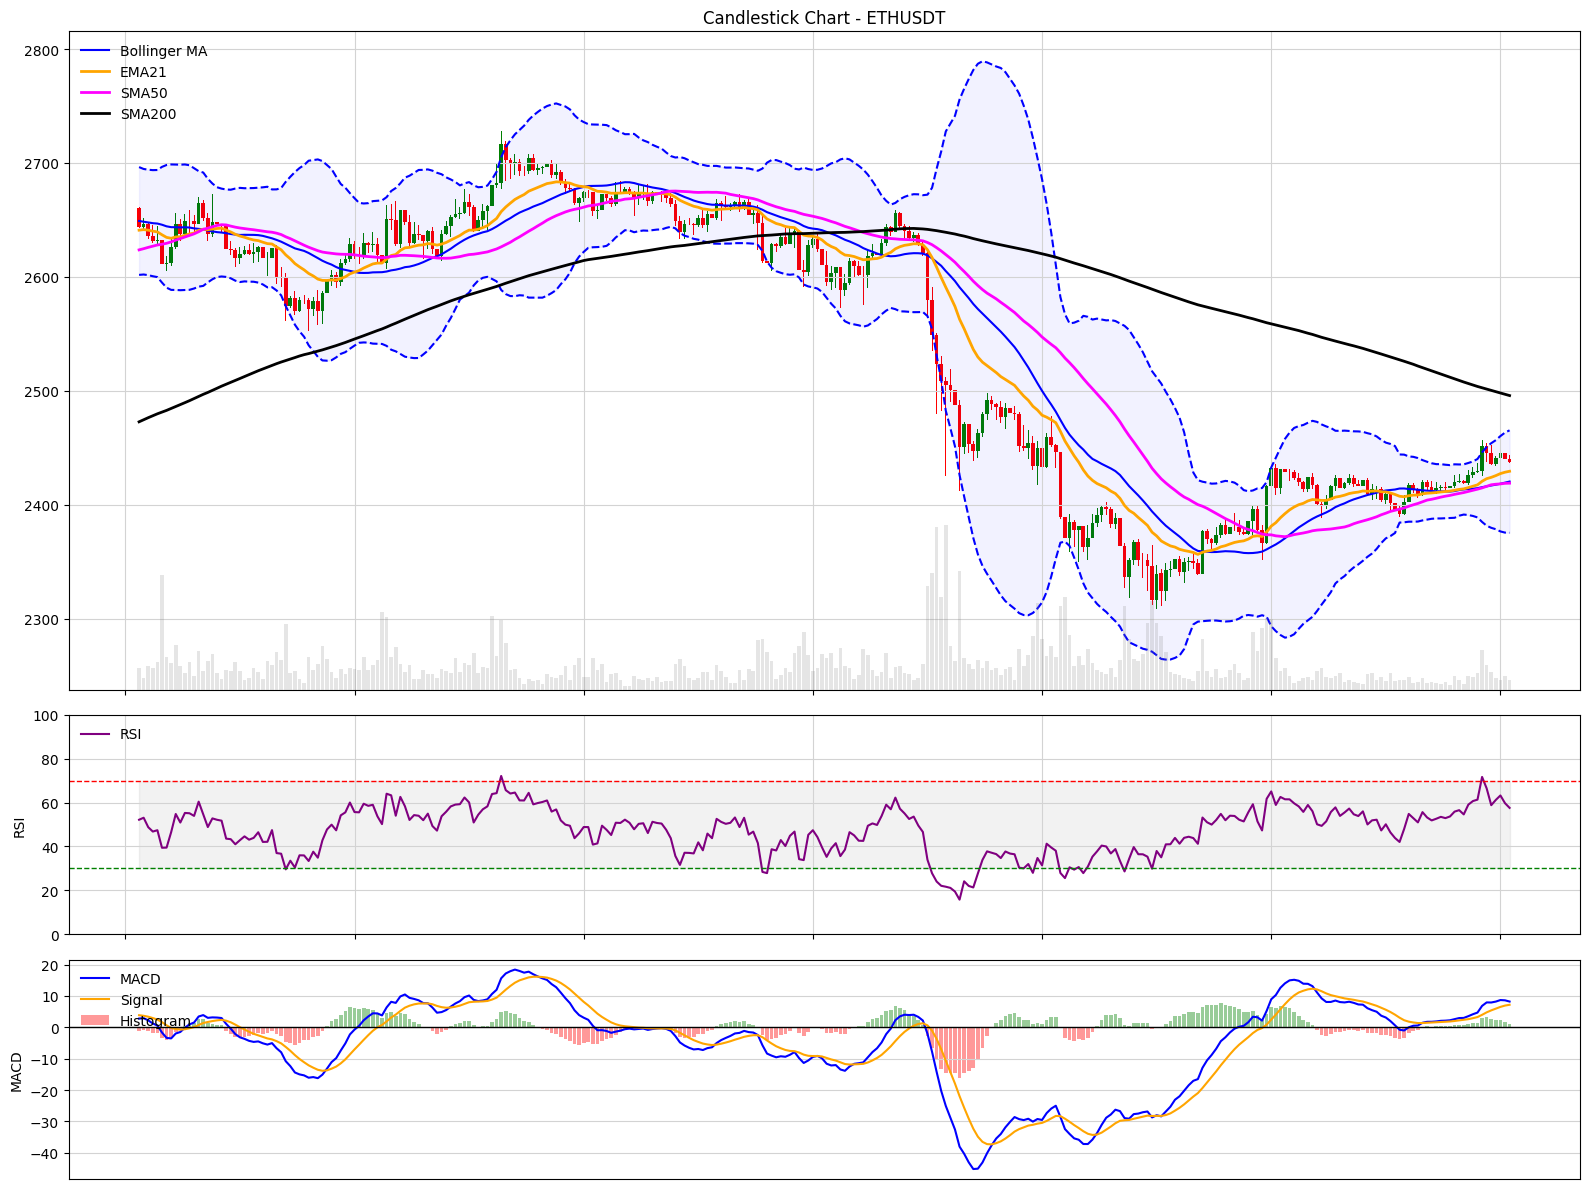 Candlestick Chart - ETHUSDT
Bollinger MA
EMA21
SMA50
SMA200
2800
2700
2600
2500
2400
2300
RSI
100
80
60
40
20
0
RSI
MACD
Signal
Histogram
20
10
0
−10
−20
−30
−40
MACD